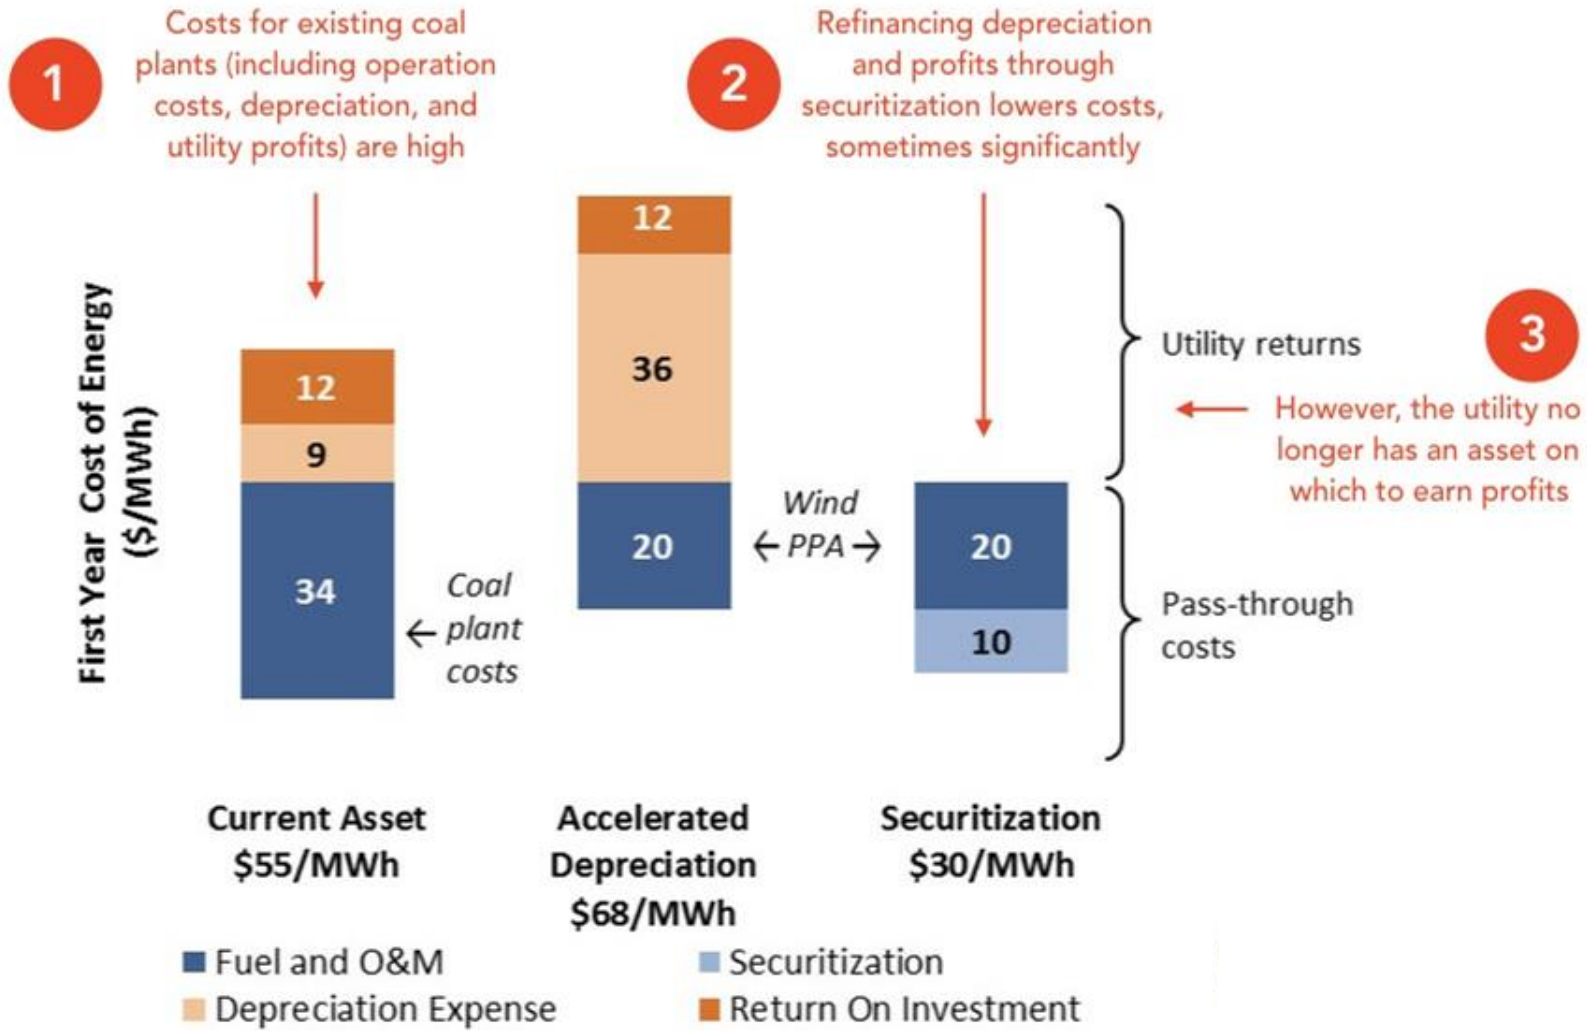 1
Costs for existing coal
plants (including operation
costs, depreciation, and
utility profits) are high
2
Refinancing depreciation
and profits through
securitization lowers costs,
sometimes significantly
First Year Cost of Energy
($/MWh)
12
9
34
← Coal
plant
costs
12
36
20
Wind
← PPA →
20
10
Utility returns
3
However, the utility no
longer has an asset on
which to earn profits
Pass-through
costs
Current Asset
$55/MWh
Accelerated
Depreciation
$68/MWh
Securitization
$30/MWh
Fuel and O&M
Securitization
Depreciation Expense
Return On Investment